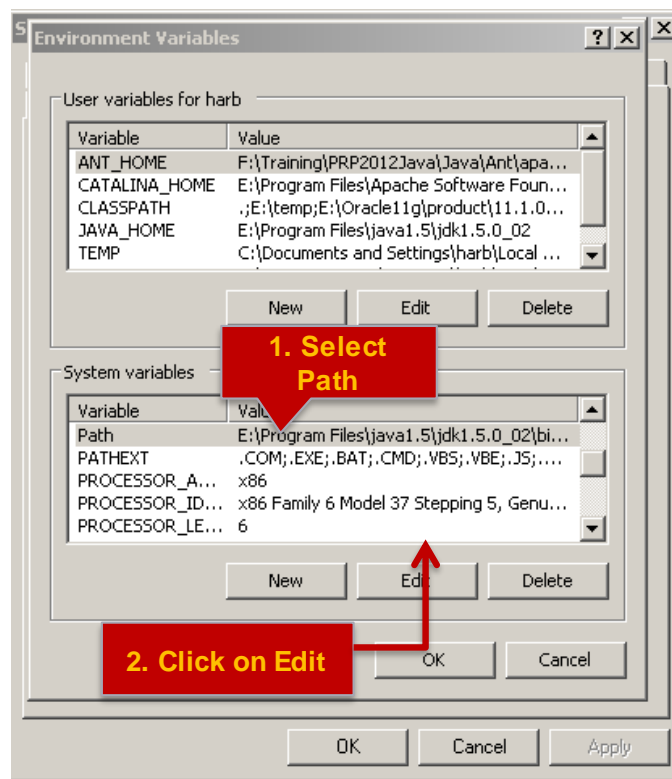 S
Environment Variables
User variables for harb
Variable Value
ANT_HOME F:\Training\PRP2012Java\Java\Ant\apa...
CATALINA_HOME E:\Program Files\Apache Software Foun...
CLASSPATH .;E:\temp;E:\Oracle11g\product\11.1.0...
JAVA_HOME E:\Program Files\java1.5\jdk1.5.0_02
TEMP C:\Documents and Settings\harb\Local ...
New Edit Delete
1. Select
Path
System variables
Variable Value
Path E:\Program Files\java1.5\jdk1.5.0_02\bi...
PATHEXT .COM;.EXE;.BAT;.CMD;.VBS;.VBE;.JS;....
PROCESSOR_A... x86
PROCESSOR_ID... x86 Family 6 Model 37 Stepping 5, Genu...
PROCESSOR_LE... 6
New Edit Delete
2. Click on Edit
OK Cancel
OK Cancel Apply